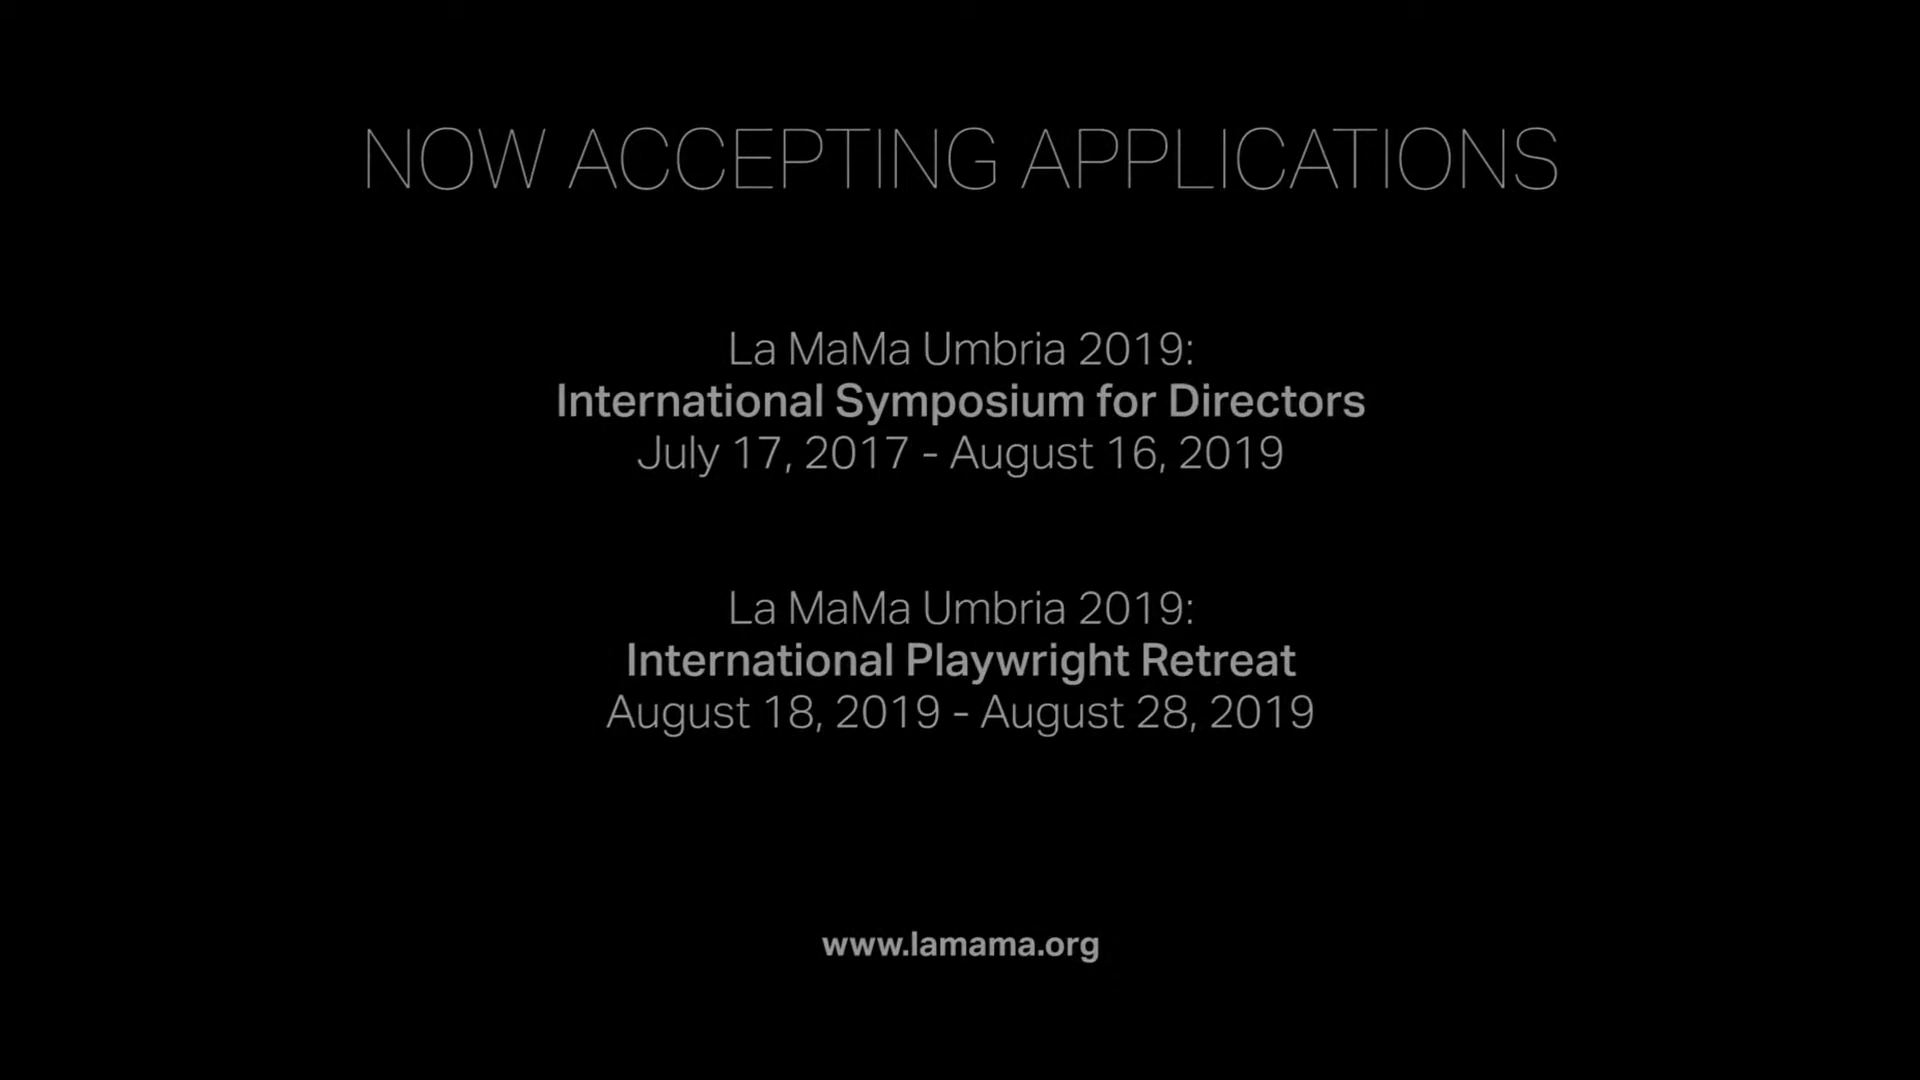 NOW ACCEPTING APPLICATIONS
La MaMa Umbria 2019:
International Symposium for Directors
July 17, 2017 - August 16, 2019
La MaMa Umbria 2019:
International Playwright Retreat
August 18, 2019 - August 28, 2019
www.lamama.org